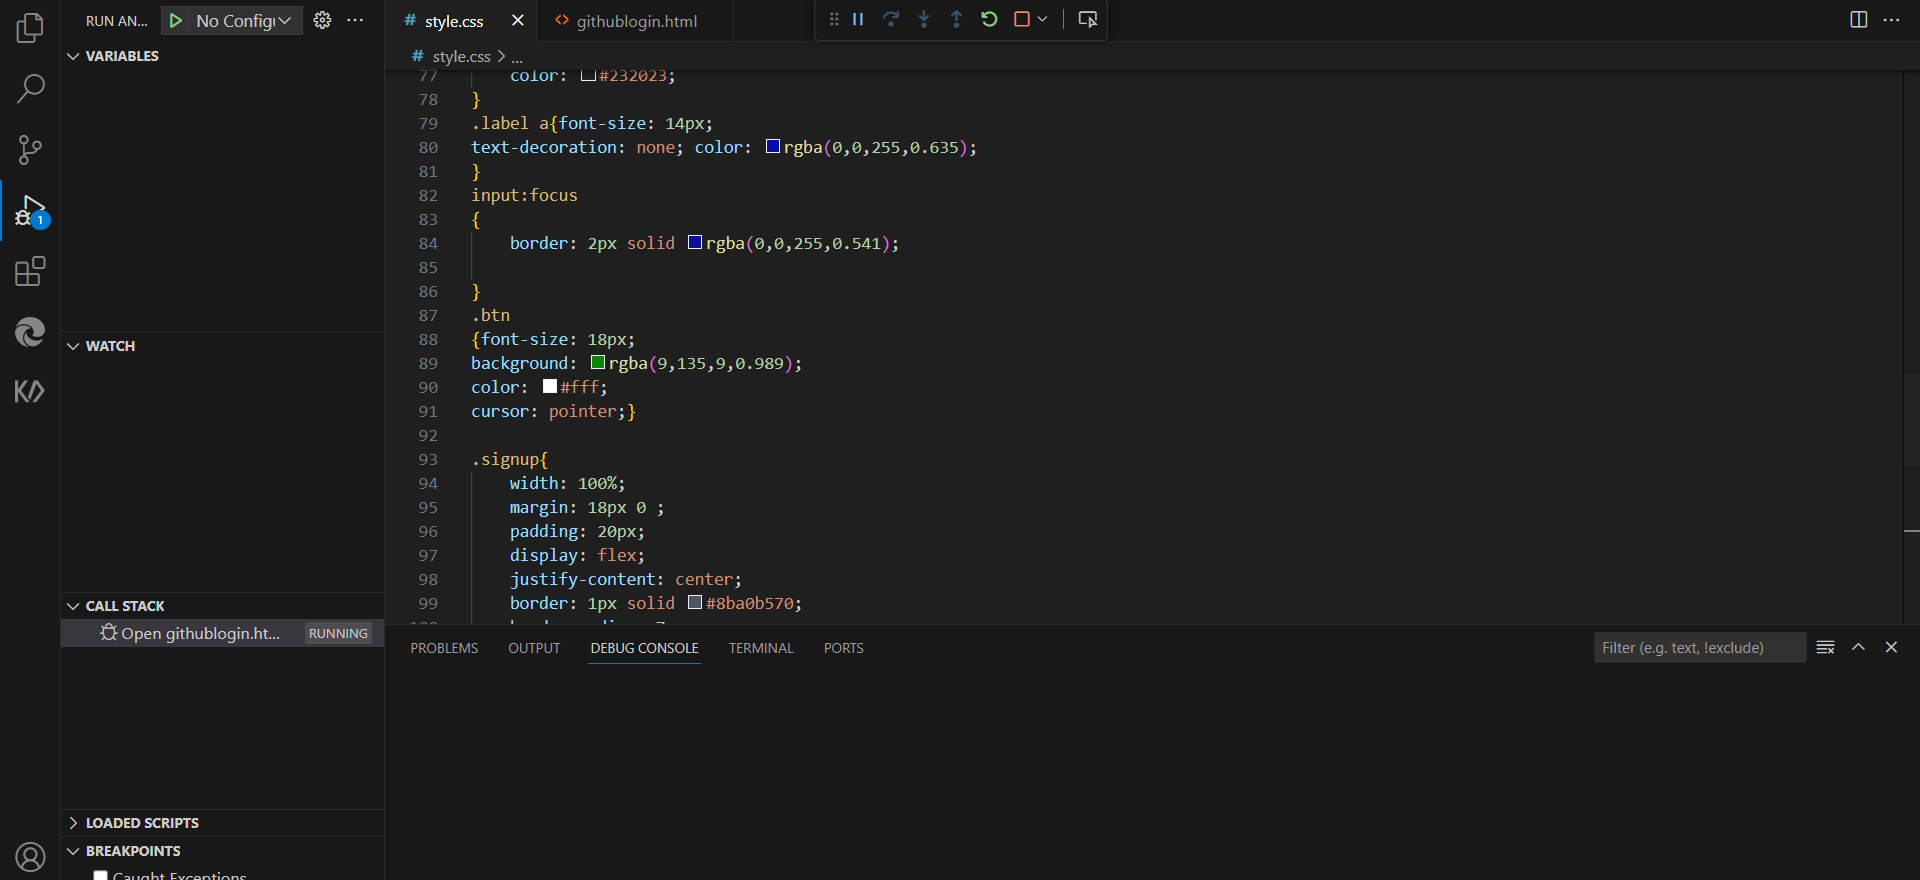 RUN AN...
No Configu
style.css
githublogin.html
VARIABLES
WATCH
CALL STACK
Open githublogin.ht...
RUNNING
LOADED SCRIPTS
BREAKPOINTS
Caught Exceptions
1
# style.css > ...
77 color: #232023;
78 }
79 .label a{font-size: 14px;
80 text-decoration: none; color: rgba(0,0,255,0.635);
81 }
82 input:focus
83 {
84 border: 2px solid rgba(0,0,255,0.541);
85
86 }
87 .btn
88 {font-size: 18px;
89 background: rgba(9,135,9,0.989);
90 color: #fff;
91 cursor: pointer;}
92
93 .signup{
94 width: 100%;
95 margin: 18px 0 ;
96 padding: 20px;
97 display: flex;
98 justify-content: center;
99 border: 1px solid #8ba0b570;
PROBLEMS
OUTPUT
DEBUG CONSOLE
TERMINAL
PORTS
Filter (e.g. text, !exclude)